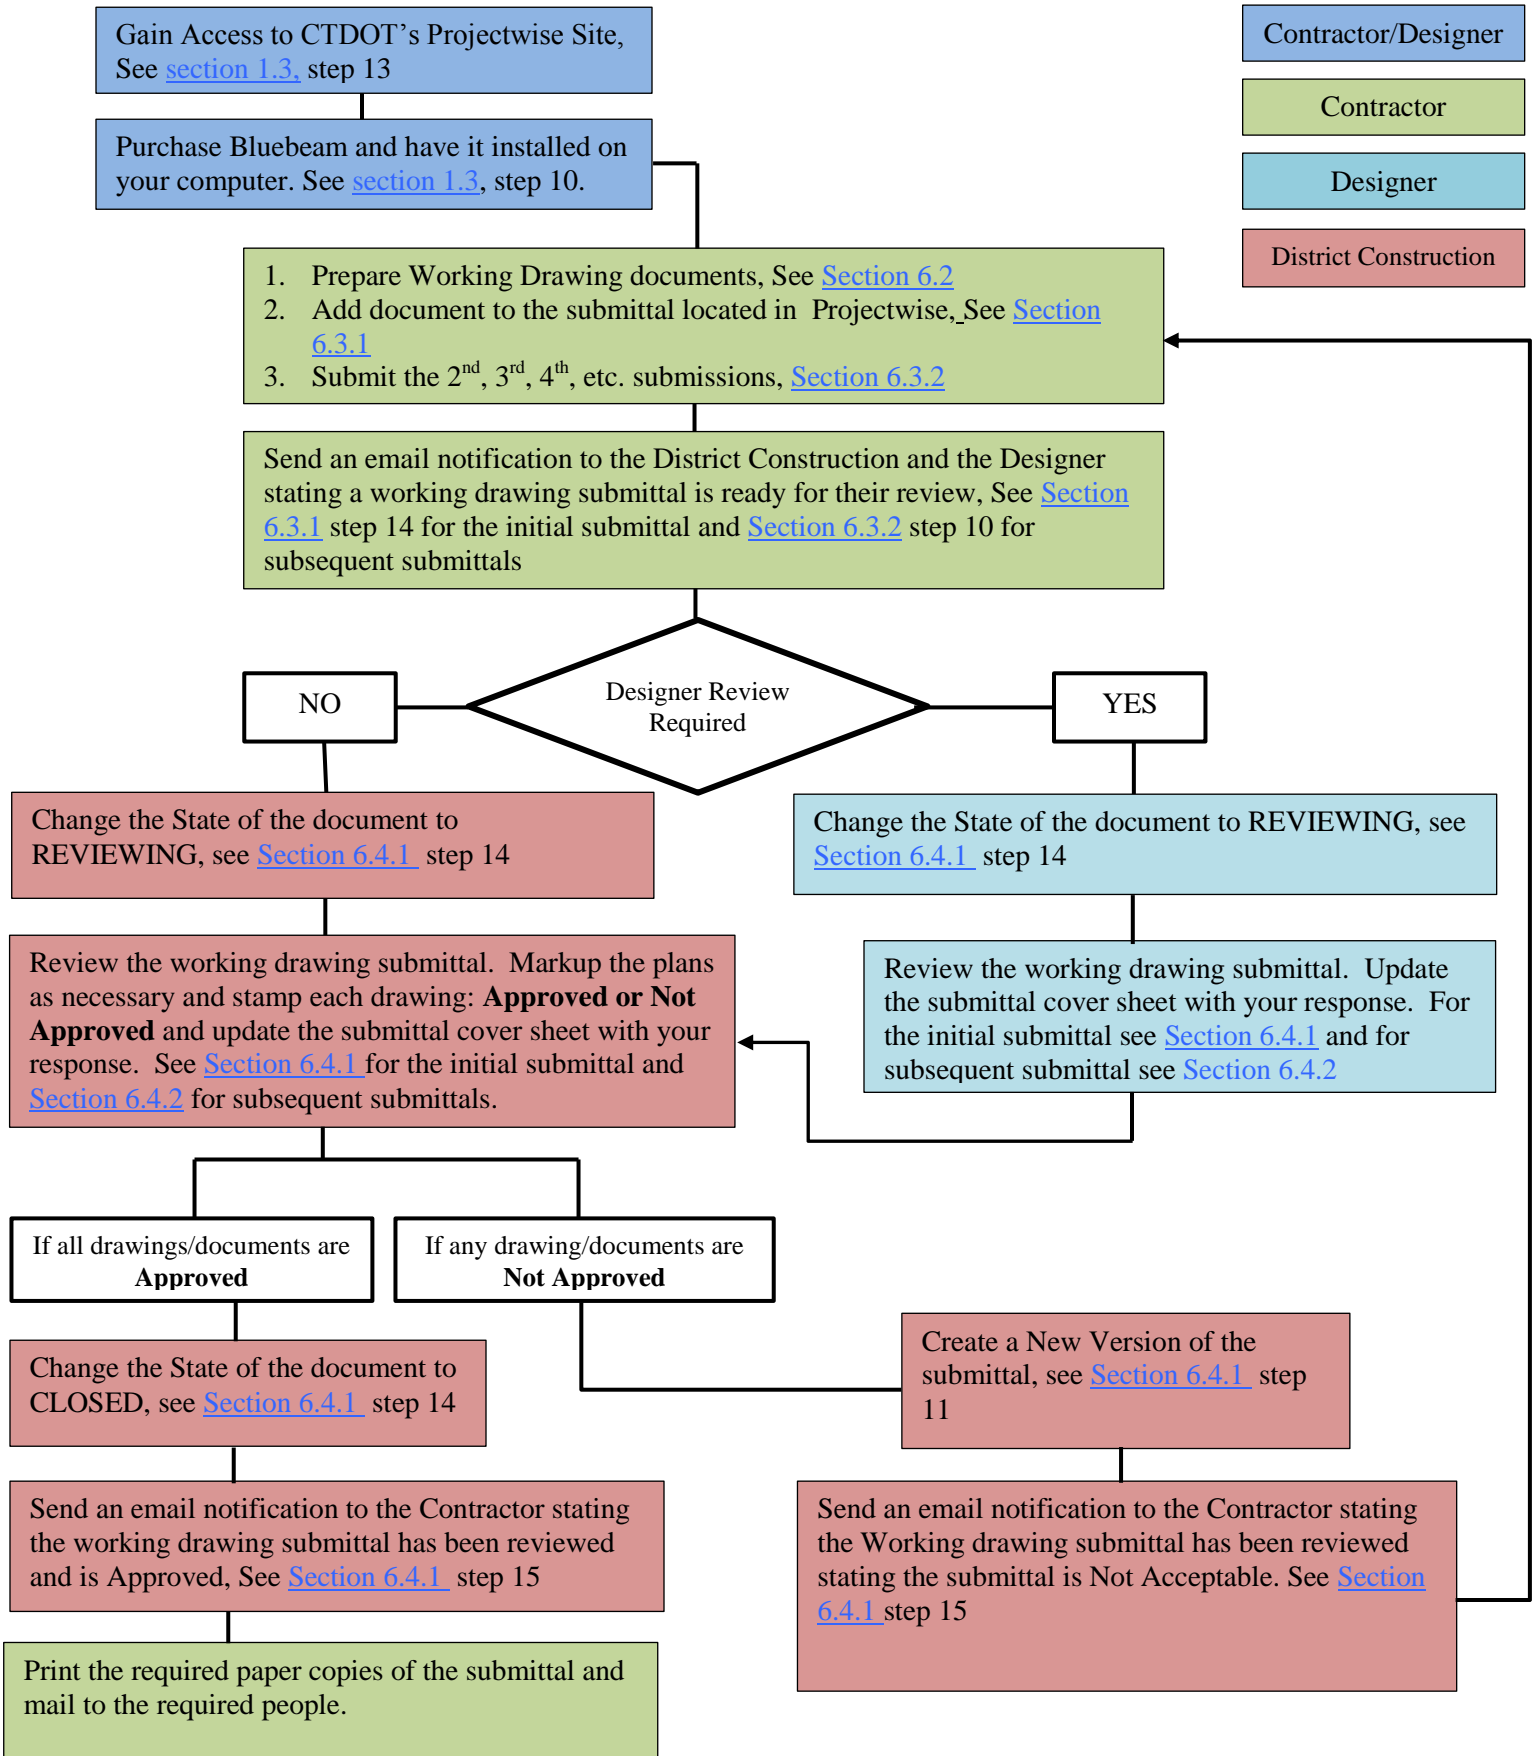 Gain Access to CTDOT's Projectwise Site,
See section 1.3, step 13
Contractor/Designer
Contractor
Designer
District Construction
Purchase Bluebeam and have it installed on
your computer. See section 1.3, step 10.
1. Prepare Working Drawing documents, See Section 6.2
2. Add document to the submittal located in Projectwise, See Section
6.3.1
3. Submit the 2nd, 3rd, 4th, etc. submissions, Section 6.3.2
Send an email notification to the District Construction and the Designer
stating a working drawing submittal is ready for their review, See Section
6.3.1 step 14 for the initial submittal and Section 6.3.2 step 10 for
subsequent submittals
Designer Review
Required
NO
YES
Change the State of the document to
REVIEWING, see Section 6.4.1 step 14
Change the State of the document to REVIEWING, see
Section 6.4.1 step 14
Review the working drawing submittal. Markup the plans
as necessary and stamp each drawing: Approved or Not
Approved and update the submittal cover sheet with your
response. See Section 6.4.1 for the initial submittal and
Section 6.4.2 for subsequent submittals.
Review the working drawing submittal. Update
the submittal cover sheet with your response. For
the initial submittal see Section 6.4.1 and for
subsequent submittal see Section 6.4.2
If all drawings/documents are
Approved
If any drawing/documents are
Not Approved
Change the State of the document to
CLOSED, see Section 6.4.1 step 14
Create a New Version of the
submittal, see Section 6.4.1 step
11
Send an email notification to the Contractor stating
the working drawing submittal has been reviewed
and is Approved, See Section 6.4.1 step 15
Send an email notification to the Contractor stating
the Working drawing submittal has been reviewed
stating the submittal is Not Acceptable. See Section
6.4.1 step 15
Print the required paper copies of the submittal and
mail to the required people.